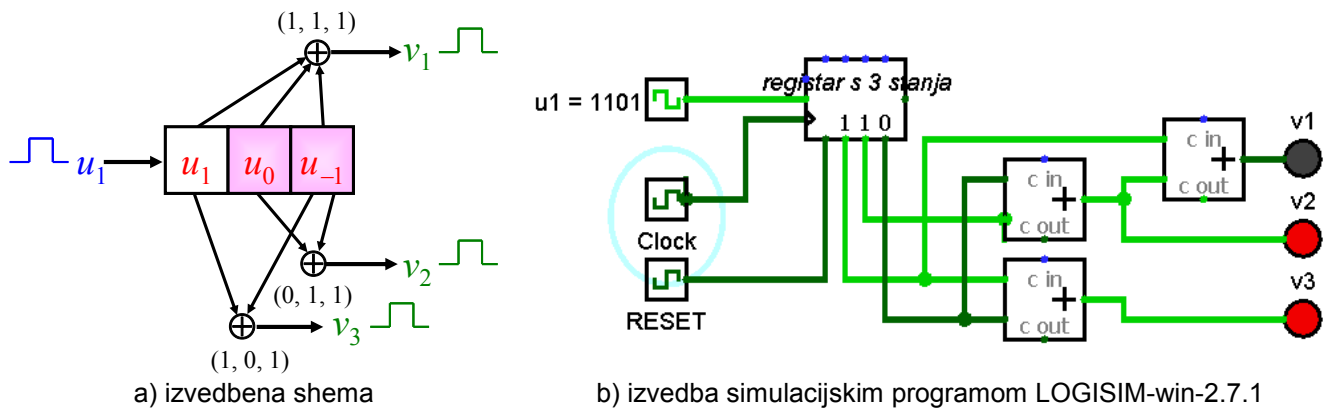 (1, 1, 1)
v1
u1
u1 u0 u–1
v2
(0, 1, 1)
v3
(1, 0, 1)
a) izvedbena shema
registar s 3 stanja
u1 = 1101
1 1 0
v1
c in
+
c out
v2
c in
+
c out
Clock
v3
c in
+
c out
RESET
b) izvedba simulacijskim programom LOGISIM-win-2.7.1